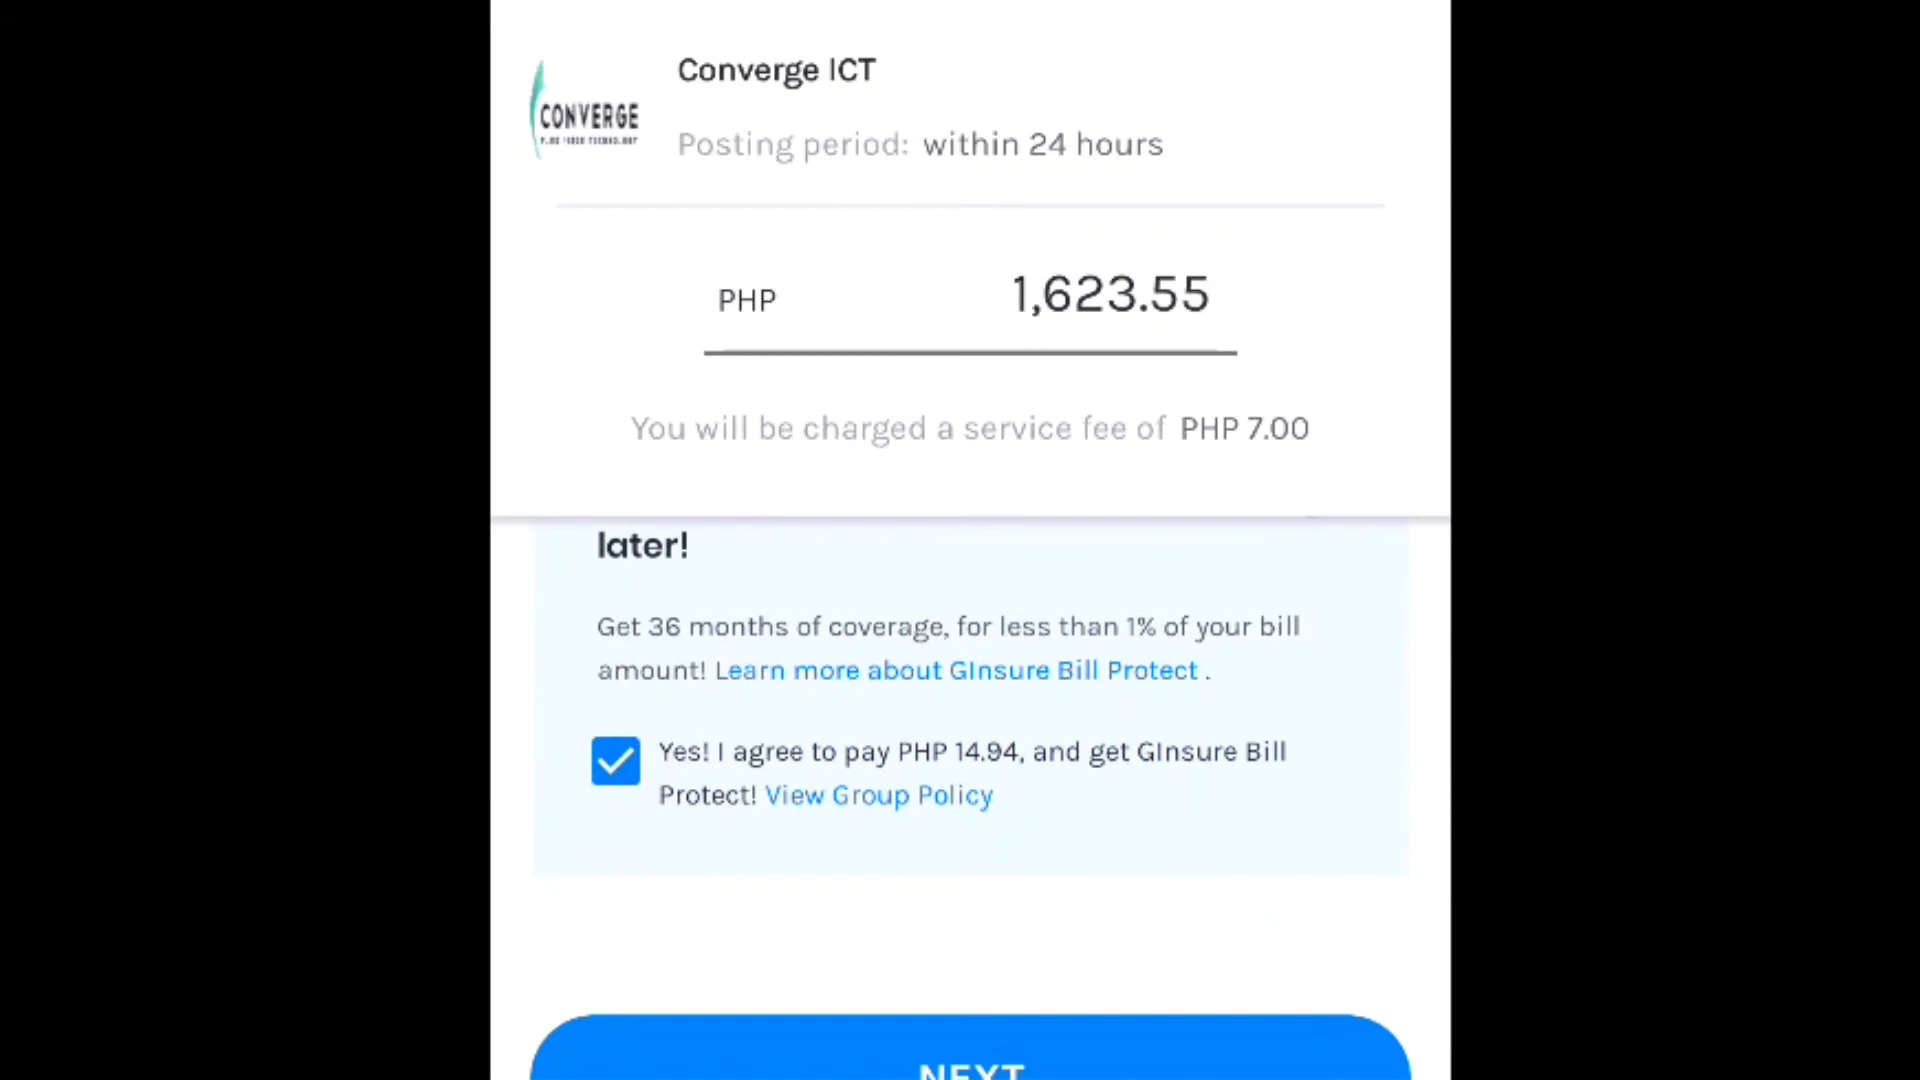 Converge ICT
CONVERGE
Posting period: within 24 hours
PHP 1,623.55
You will be charged a service fee of PHP 7.00
later!
Get 36 months of coverage, for less than 1% of your bill
amount! Learn more about GInsure Bill Protect .
Yes! I agree to pay PHP 14.94, and get GInsure Bill
Protect! View Group Policy
NEXT